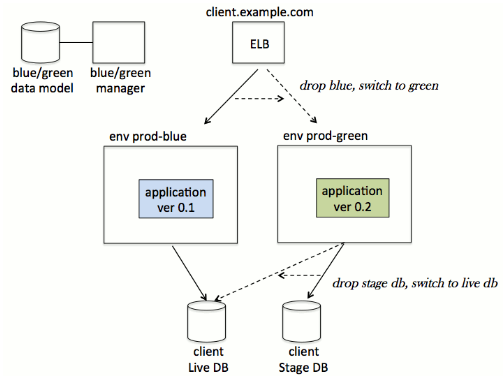 client.example.com
ELB
blue/green
data model
blue/green
manager
drop blue, switch to green
env prod-blue
env prod-green
application
ver 0.1
application
ver 0.2
drop stage db, switch to live db
client
Live DB
client
Stage DB